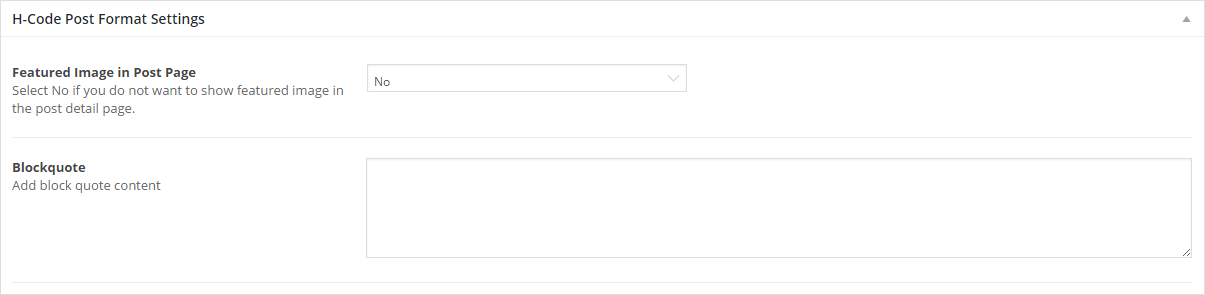 H-Code Post Format Settings
Featured Image in Post Page
Select No if you do not want to show featured image in
the post detail page.
No
Blockquote
Add block quote content